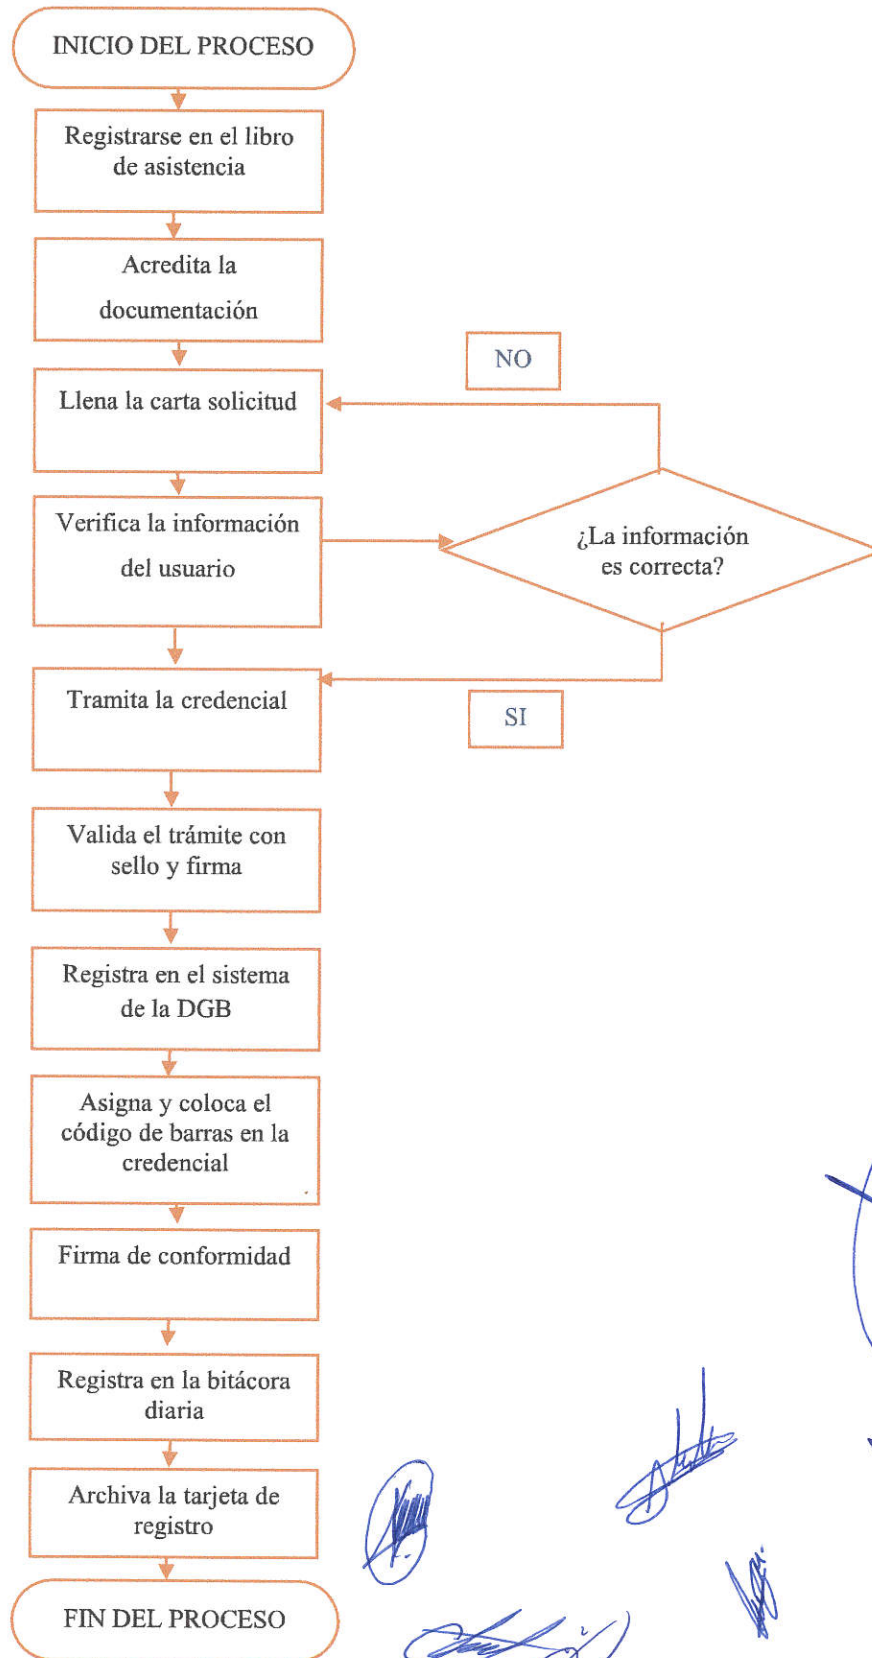 INICIO DEL PROCESO
Registrarse en el libro
de asistencia
Acredita la
documentación
NO
Llena la carta solicitud
Verifica la información
del usuario
¿La información
es correcta?
Tramita la credencial
SI
Valida el trámite con
sello y firma
Registra en el sistema
de la DGB
Asigna y coloca el
código de barras en la
credencial
Firma de conformidad
Registra en la bitácora
diaria
Archiva la tarjeta de
registro
FIN DEL PROCESO